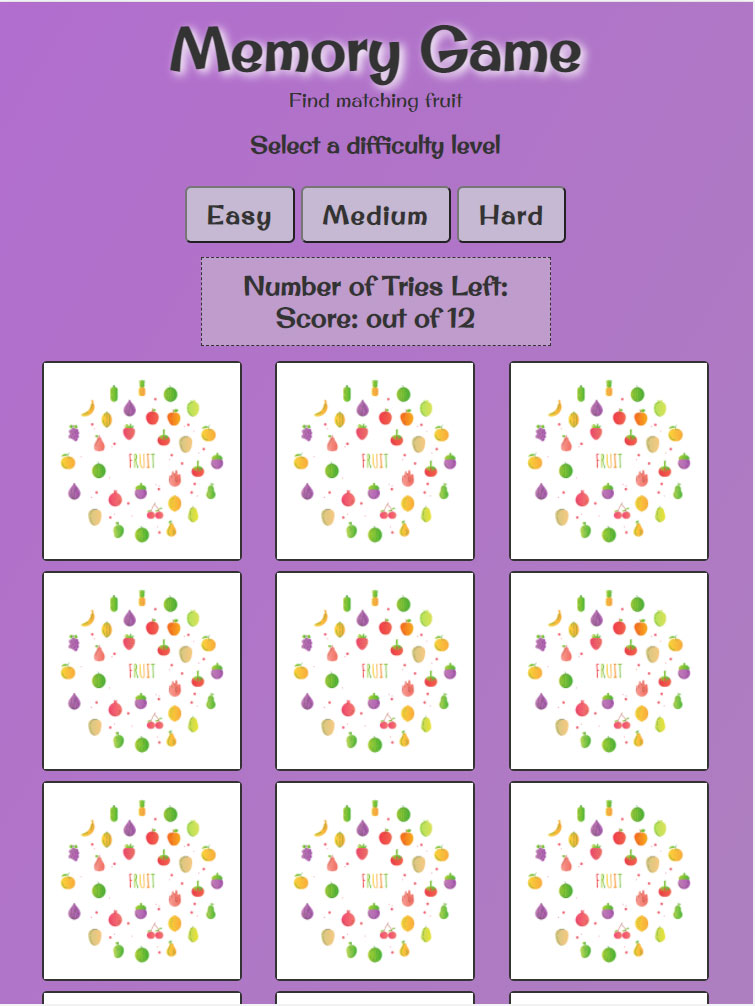 Memory Game
Find matching fruit
Select a difficulty level
Easy Medium Hard
Number of Tries Left:
Score: out of 12
FRUIT FRUIT FRUIT
FRUIT FRUIT FRUIT
FRUIT FRUIT FRUIT